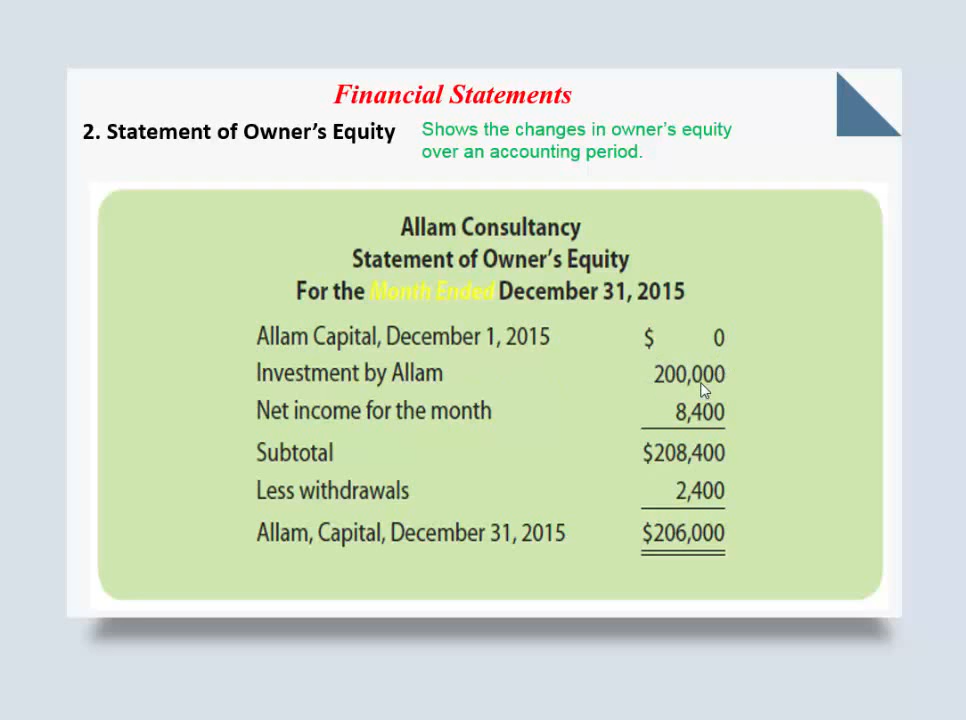 Financial Statements
2. Statement of Owner's Equity
Shows the changes in owner's equity
over an accounting period.
Allam Consultancy
Statement of Owner's Equity
For the Month Ended December 31, 2015
Allam Capital, December 1, 2015 $ 0
Investment by Allam 200,000
Net income for the month 8,400
Subtotal $208,400
Less withdrawals 2,400
Allam, Capital, December 31, 2015 $206,000